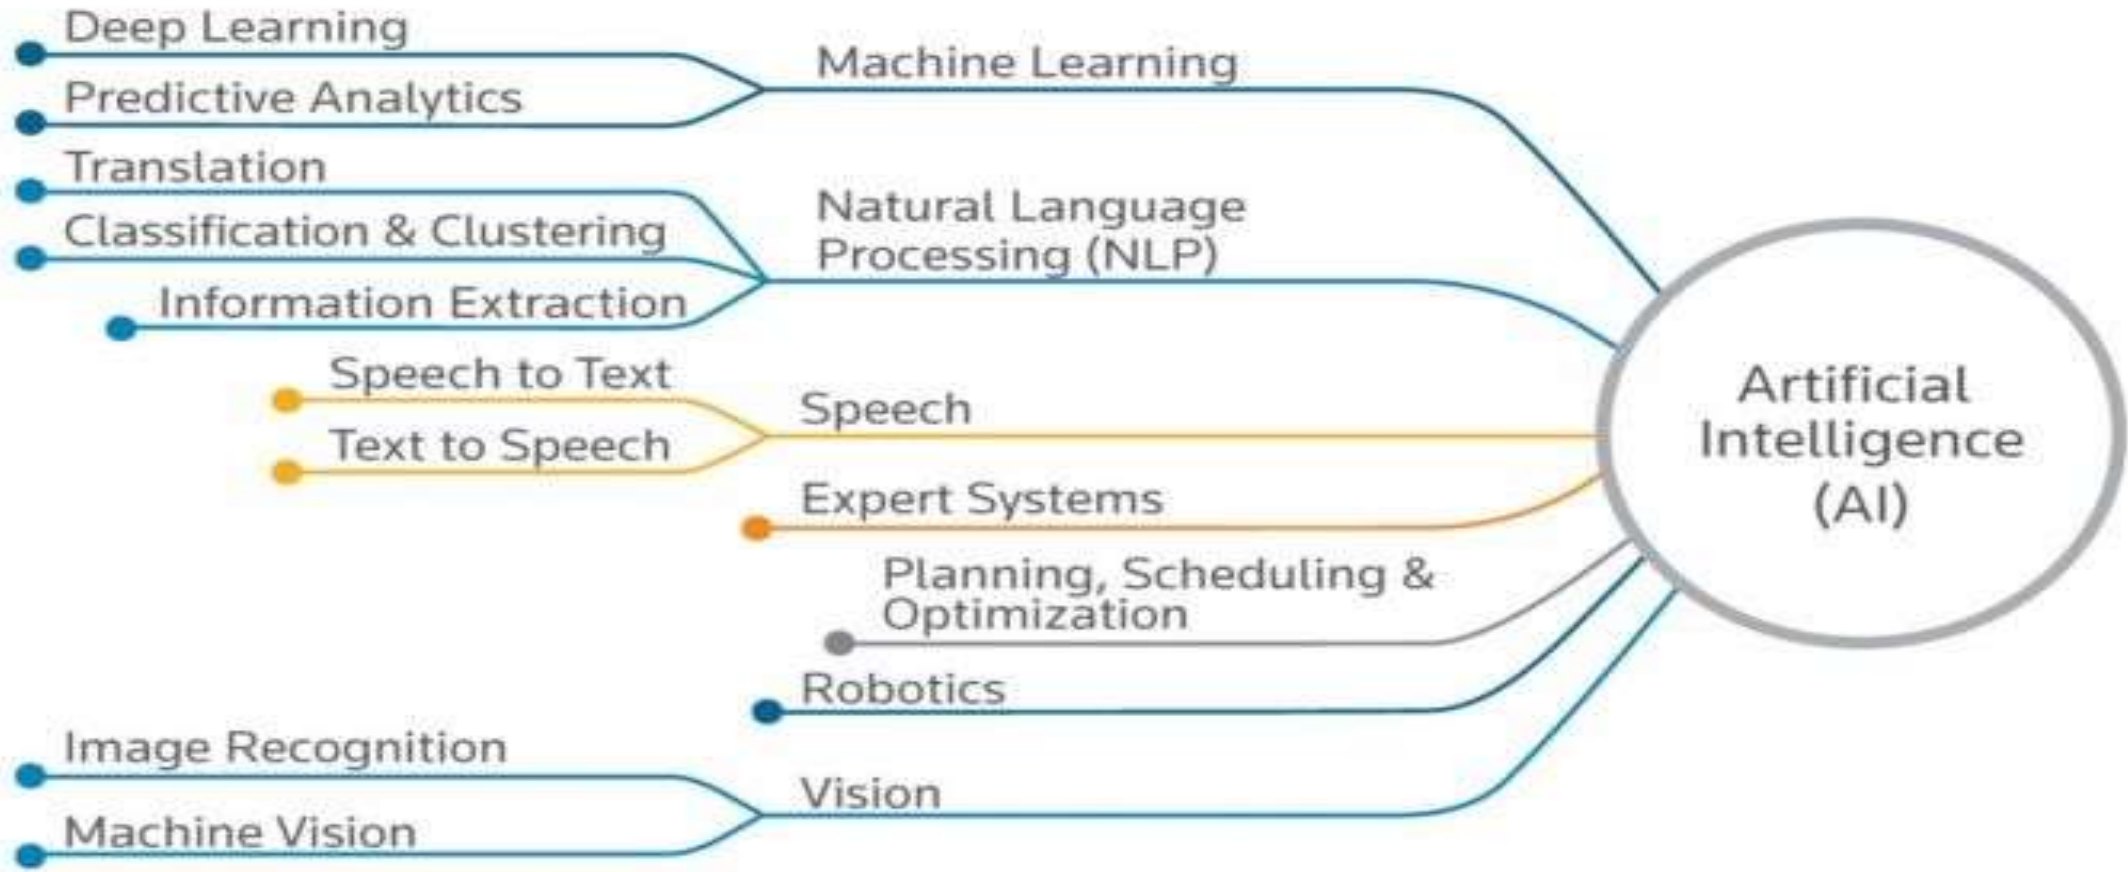 Deep Learning
Predictive Analytics
Machine Learning
Translation
Classification & Clustering
Information Extraction
Natural Language
Processing (NLP)
Speech to Text
Text to Speech
Speech
Expert Systems
Planning, Scheduling &
Optimization
Robotics
Image Recognition
Machine Vision
Vision
Artificial
Intelligence
(AI)